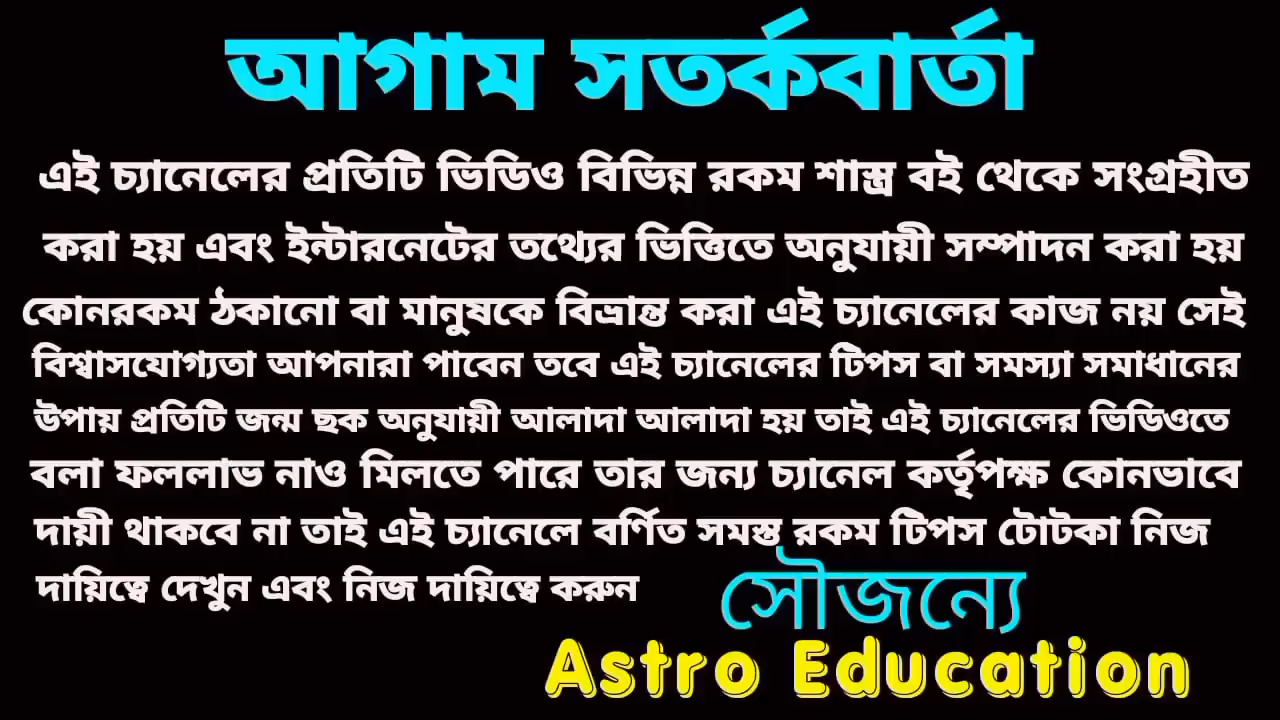 আগাম সতর্কবার্তা
এই চ্যানেলের প্রতিটি ভিডিও বিভিন্ন রকম শাস্ত্র বই থেকে সংগ্রহীত
করা হয় এবং ইন্টারনেটের তথ্যের ভিত্তিতে অনুযায়ী সম্পাদন করা হয়
কোনরকম ঠকানো বা মানুষকে বিভ্রান্ত করা এই চ্যানেলের কাজ নয় সেই
বিশ্বাসযোগ্যতা আপনারা পাবেন তবে এই চ্যানেলের টিপস বা সমস্যা সমাধানের
উপায় প্রতিটি জন্ম ছক অনুযায়ী আলাদা আলাদা হয় তাই এই চ্যানেলের ভিডিওতে
বলা ফললাভ নাও মিলতে পারে তার জন্য চ্যানেল কর্তৃপক্ষ কোনভাবে
দায়ী থাকবে না তাই এই চ্যানেলে বর্ণিত সমস্ত রকম টিপস টোটকা নিজ
দায়িত্বে দেখুন এবং নিজ দায়িত্বে করুন
সৌজন্যে
Astro Education